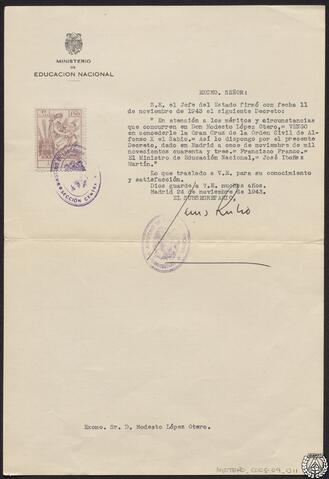 MINISTERIO
DE
EDUCACIÓN NACIONAL
EXCMO. SEÑOR:
S.E. el Jefe del Estado firmó con fecha 11
de noviembre de 1943 el siguiente Decreto:
"En atención a los méritos y circunstancias
que concurren en Don Modesto López Otero,= VENGO
en concederle la Gran Cruz de la Orden Civil de Al-
fonso X el Sabio.= Así lo dispongo por el presente
Decreto, dado en Madrid a once de noviembre de mil
novecientos cuarenta y tres.= Francisco Franco.=
El Ministro de Educación Nacional,= José Ibañez
Martín."
Lo que traslado a V.E. para su conocimiento
y satisfacción.
Dios guarde a V.E. muchos años.
Madrid 24 de noviembre de 1943.
EL SUBSECRETARIO,
Jesús Rubio
SECCIÓN CENTRAL
Excmo. Sr. D. Modesto López Otero.